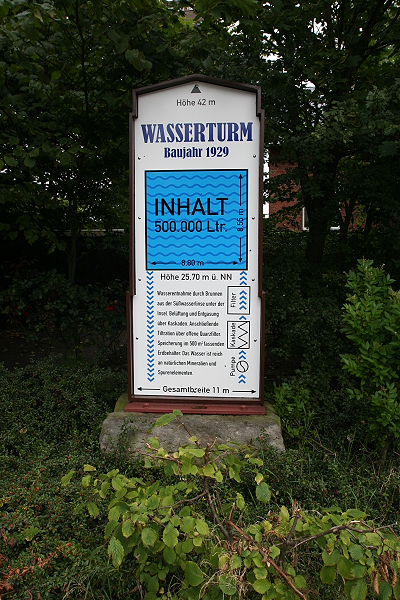 Höhe 42 m
WASSERTURM
Baujahr 1929
INHALT
500.000 Ltr.
8,56 m
8,80 m
Höhe 25,70 m ü. NN
Wasserentnahme durch Brunnen
aus der Süßwasserlinse unter der
Insel. Belüftung und Entgasung
über Kaskaden. Anschließende
Filtration über offene Quarzfilter.
Speicherung im 500 m³ fassenden
Erdbehälter. Das Wasser ist reich
an natürlichen Mineralien und
Spurenelementen.
Filter
Kaskade
Pumpe
Gesamtbreite 11 m